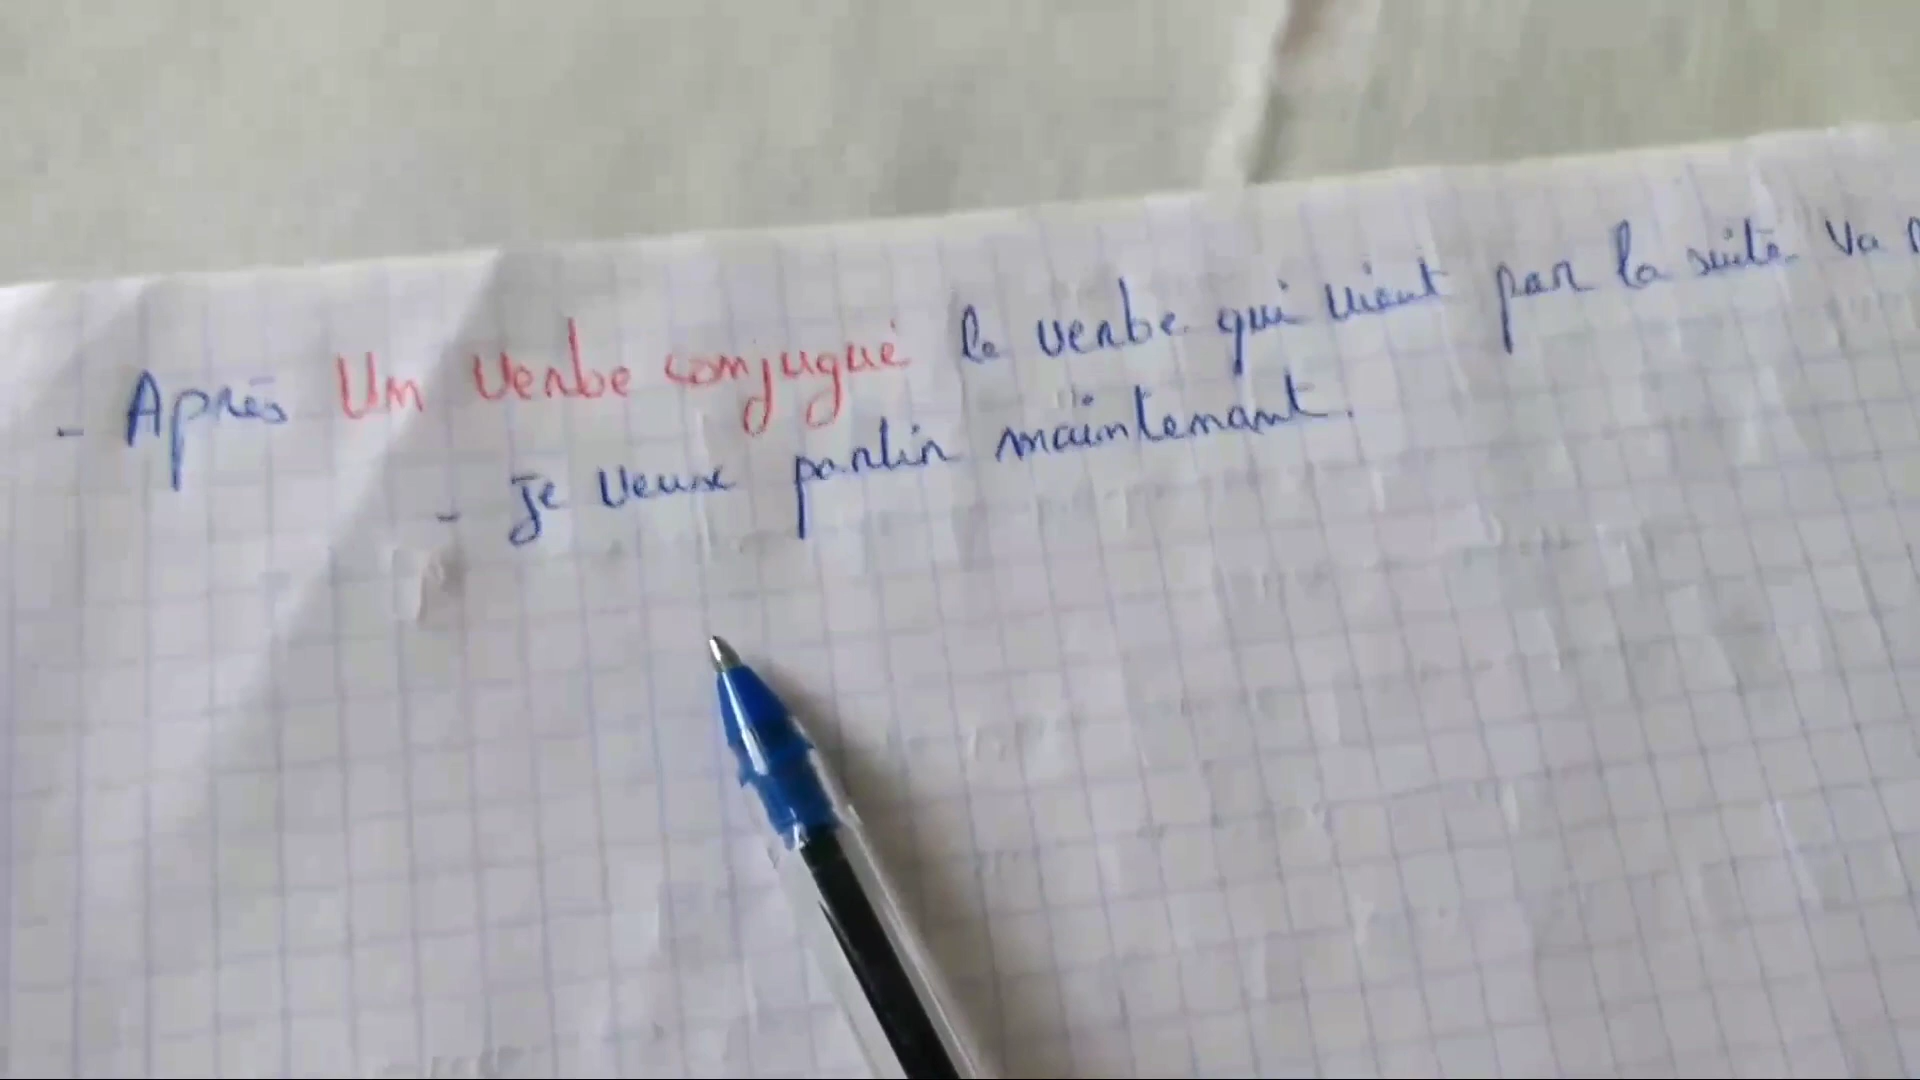 - Après Un verbe conjugué le verbe qui vient par la suite va
- je veux partir maintenant.